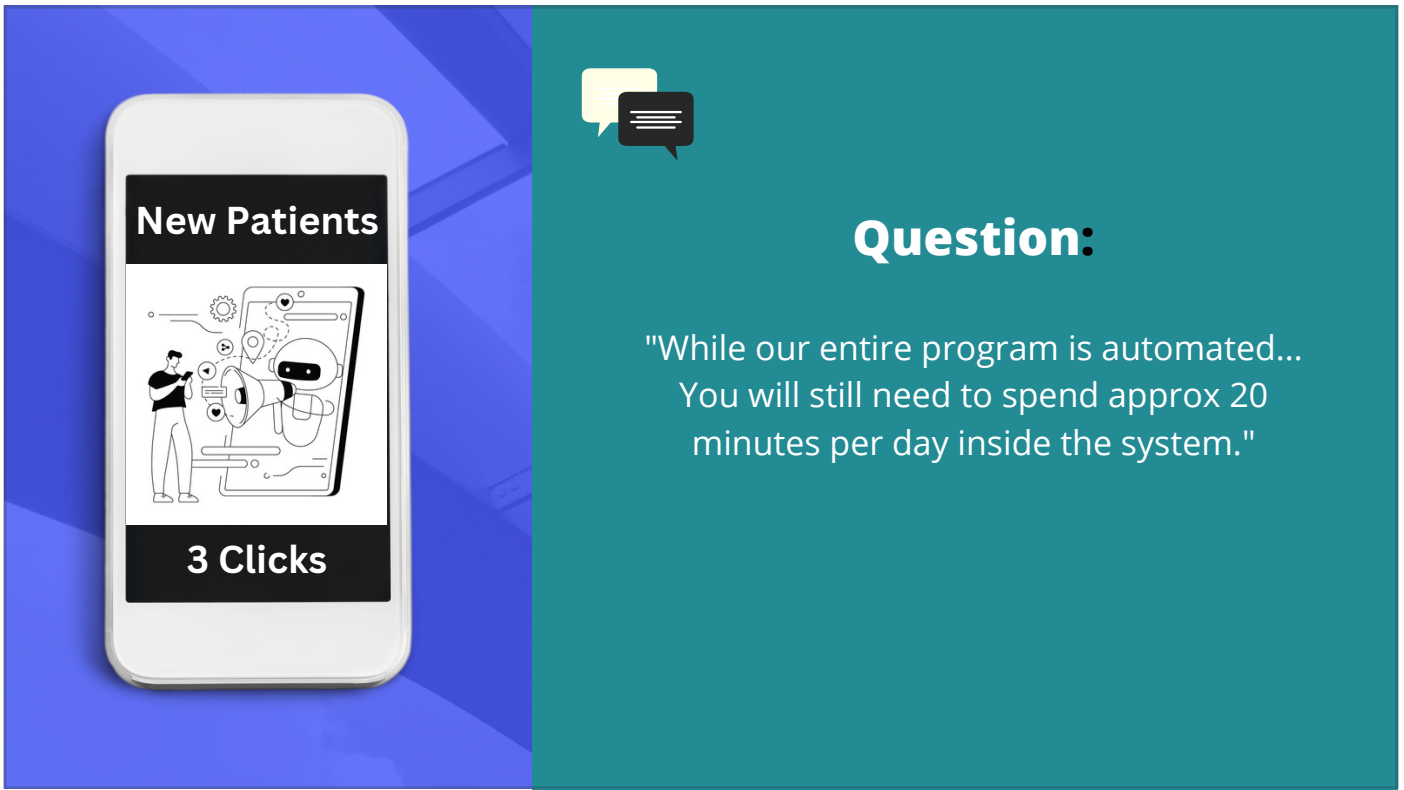 New Patients
3 Clicks
Question:
"While our entire program is automated...
You will still need to spend approx 20
minutes per day inside the system."